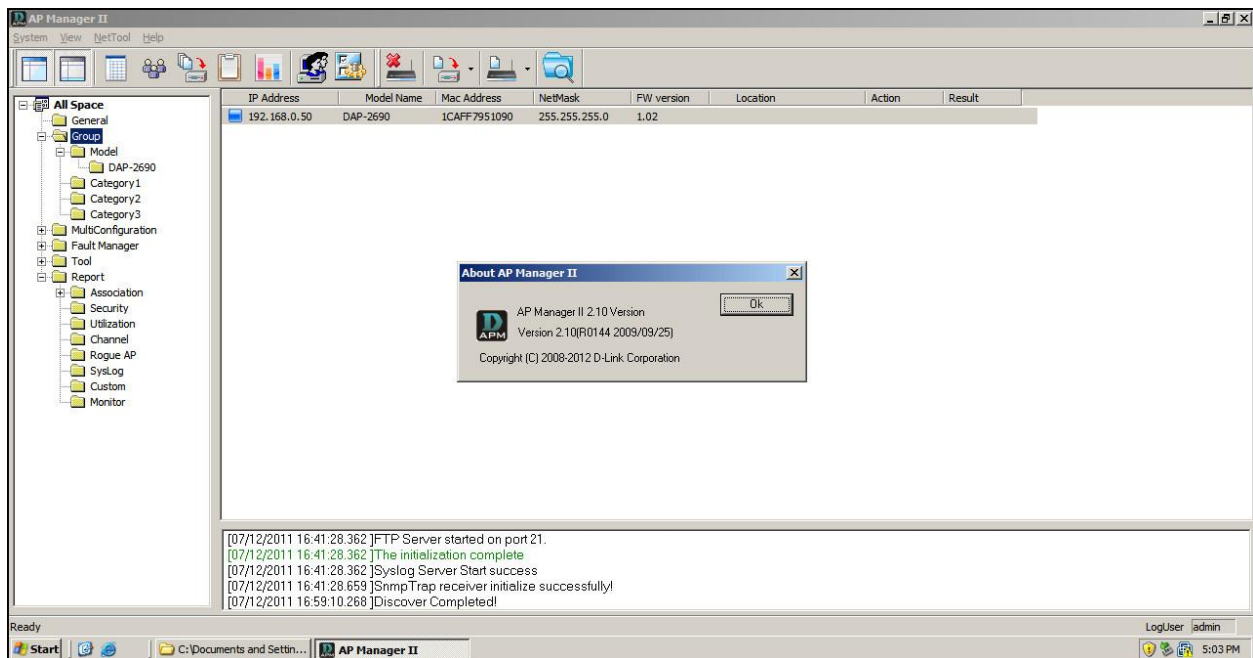 AP Manager II
System View NetTool Help
All Space
General
Group
Model
DAP-2690
Category1
Category2
Category3
MultiConfiguration
Fault Manager
Tool
Report
Association
Security
Utilization
Channel
Rogue AP
SysLog
Custom
Monitor
IP Address Model Name Mac Address NetMask FW version Location Action Result
192.168.0.50 DAP-2690 1CAFF7951090 255.255.255.0 1.02
About AP Manager II
APM
AP Manager II 2.10 Version
Version 2.10(R0144 2009/09/25)
Copyright (C) 2008-2012 D-Link Corporation
Ok
[07/12/2011 16:41:28.362 ]FTP Server started on port 21.
[07/12/2011 16:41:28.362 ]The initialization complete
[07/12/2011 16:41:28.362 ]Syslog Server Start success
[07/12/2011 16:41:28.659 ]SnmpTrap receiver initialize successfully!
[07/12/2011 16:59:10.268 ]Discover Completed!
Ready LogUser admin
Start C:\Documents and Settin... AP Manager II 5:03 PM